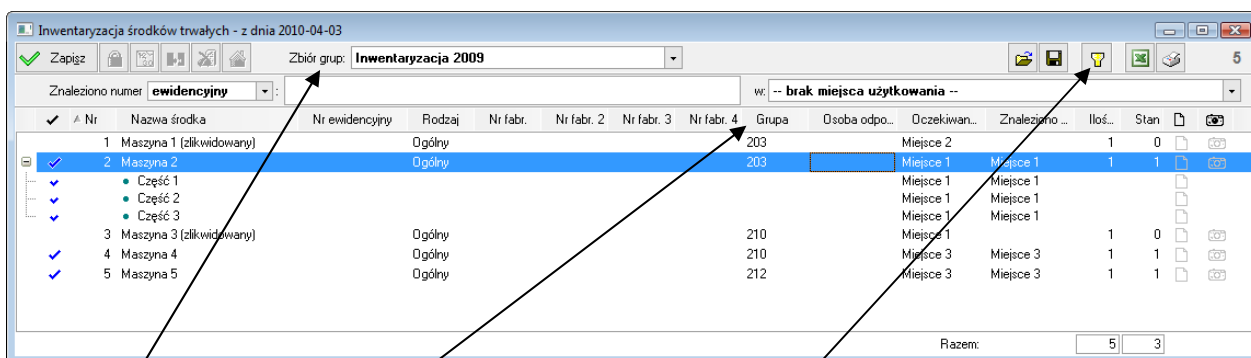 Inwentaryzacja środków trwałych - z dnia 2010-04-03
Zapisz Zbiór grup: Inwentaryzacja 2009 5
Znaleziono numer ewidencyjny : w: -- brak miejsca użytkowania --
Nr Nazwa środka Nr ewidencyjny Rodzaj Nr fabr. Nr fabr. 2 Nr fabr. 3 Nr fabr. 4 Grupa Osoba odpo... Oczekiwan... Znaleziono ... Iloś... Stan
1 Maszyna 1 (zlikwidowany) Ogólny 203 Miejsce 2 1 0
2 Maszyna 2 Ogólny 203 Miejsce 1 Miejsce 1 1 1
Część 1 Miejsce 1 Miejsce 1
Część 2 Miejsce 1 Miejsce 1
Część 3 Miejsce 1 Miejsce 1
3 Maszyna 3 (zlikwidowany) Ogólny 210 Miejsce 1 1 0
4 Maszyna 4 Ogólny 210 Miejsce 3 Miejsce 3 1 1
5 Maszyna 5 Ogólny 212 Miejsce 3 Miejsce 3 1 1
Razem: 5 3